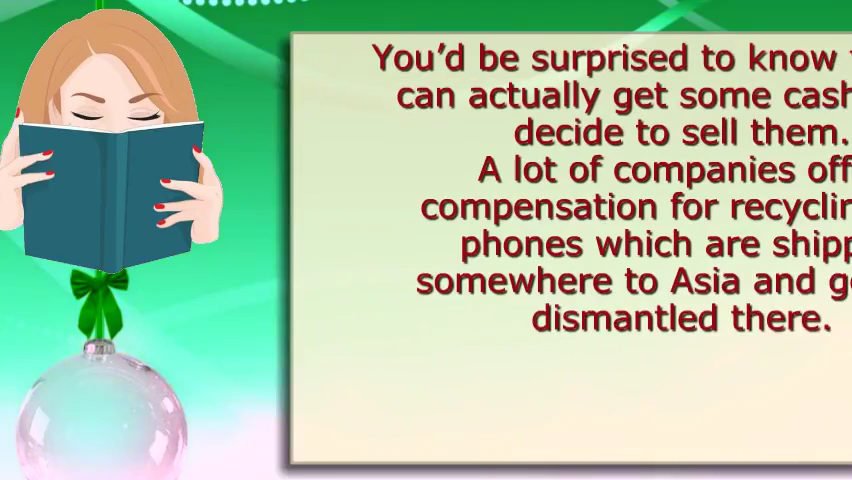 You’d be surprised to know
can actually get some cash
decide to sell them.
A lot of companies off
compensation for recyclin
phones which are shipp
somewhere to Asia and g
dismantled there.